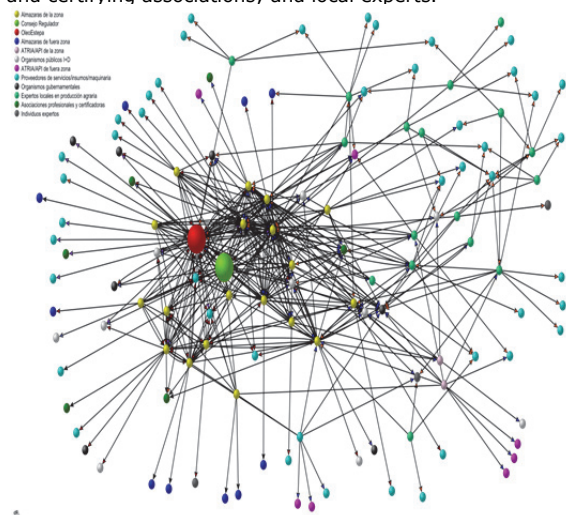 and certifying associations, and local experts.
Almazaras de la zona
Consejo Regulador
OleoEstepa
Almazaras de fuera zona
ATRIA/API de la zona
Organismos públicos I+D
ATRIA/API de fuera zona
Proveedores de servicios/insumos/maquinaria
Organismos gubernamentales
Expertos locales en producción agraria
Asociaciones profesionales y certificadoras
Individuos expertos